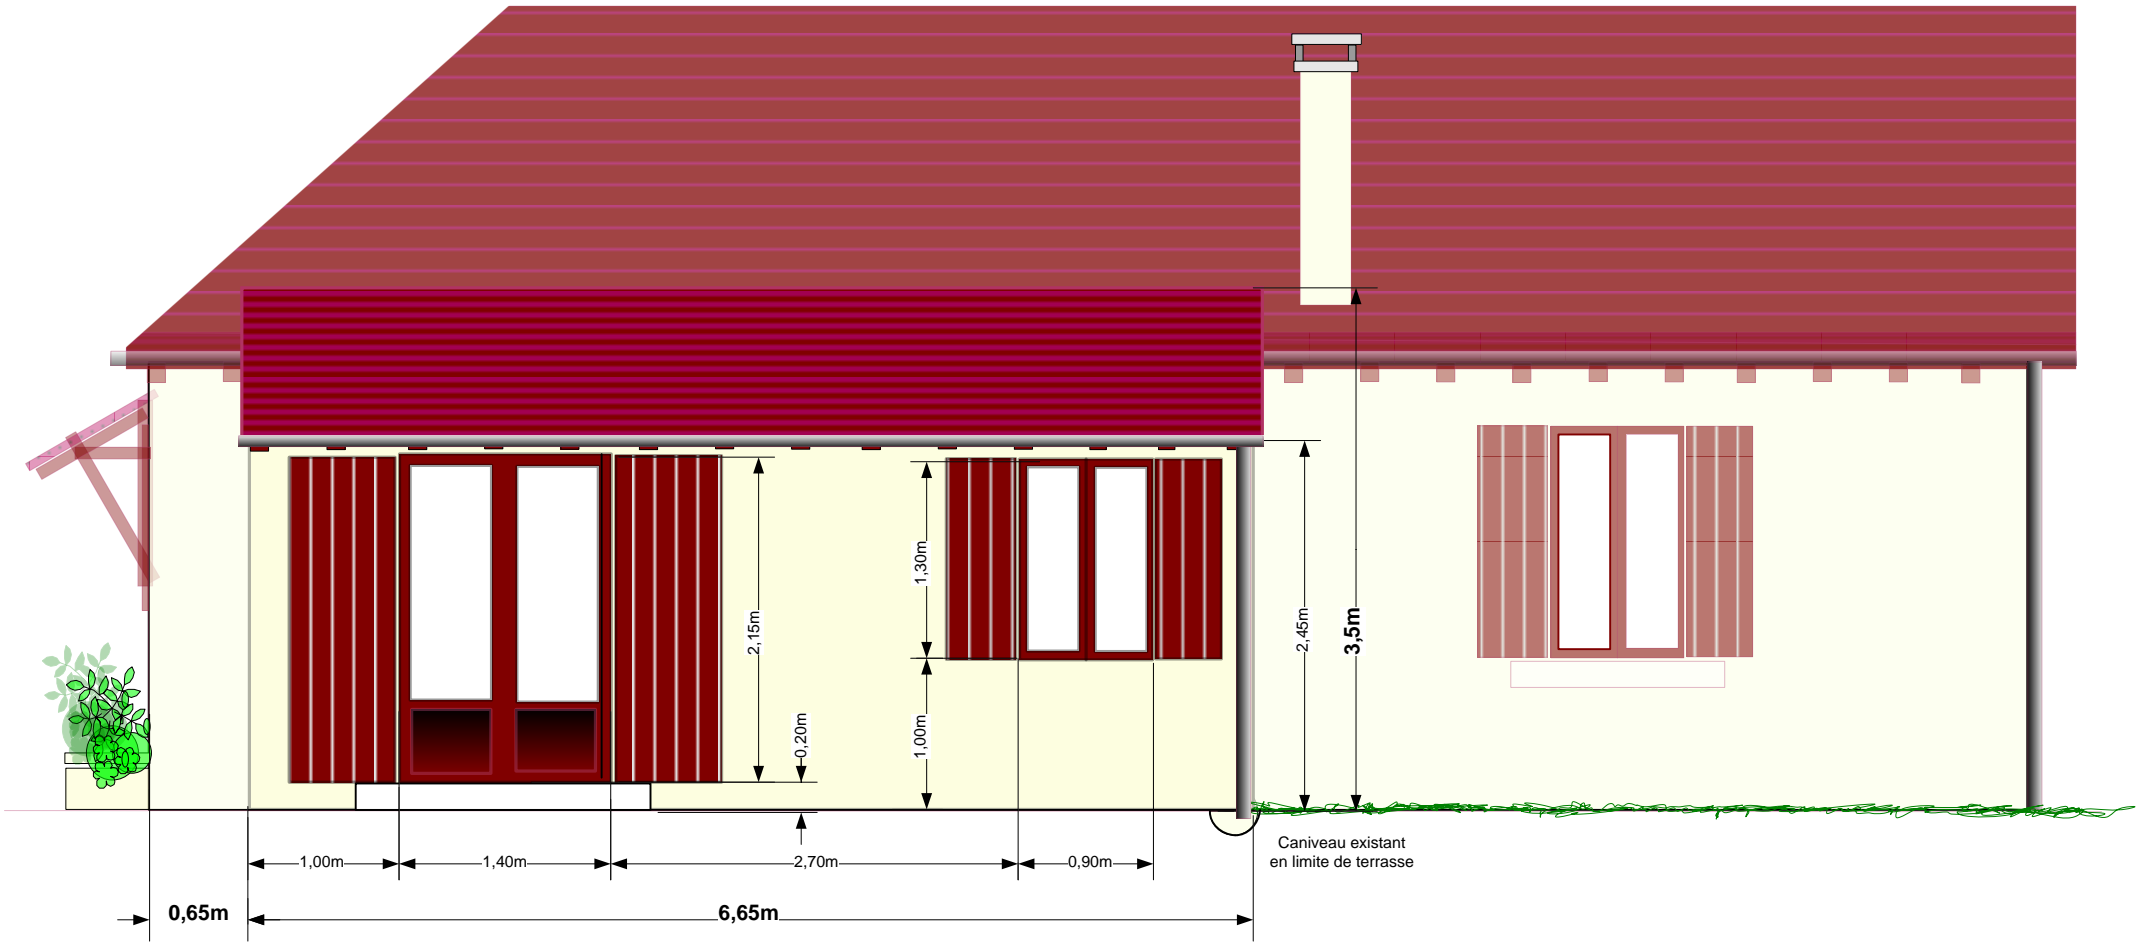 1,30m
2,15m
2,45m
3,5m
1,00m
0,20m
Caniveau existant
en limite de terrasse
1,00m
1,40m
2,70m
0,90m
0,65m
6,65m